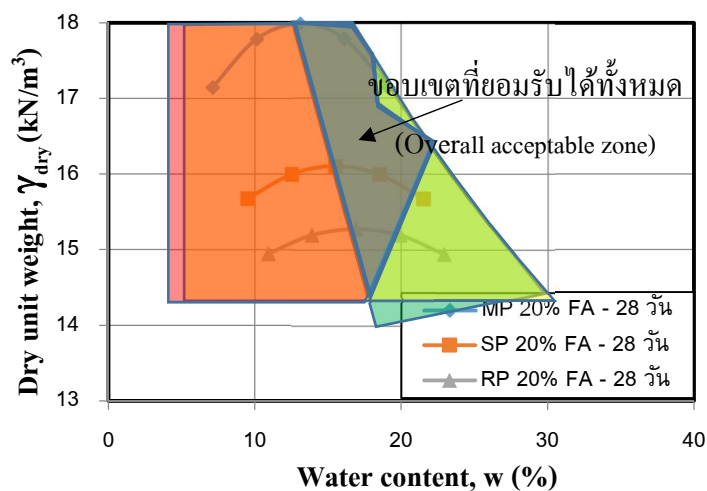 18
17
16
15
14
13
Dry unit weight, γdry (kN/m³)
ขอบเขตที่ยอมรับได้ทั้งหมด
(Overall acceptable zone)
MP 20% FA - 28 วัน
SP 20% FA - 28 วัน
RP 20% FA - 28 วัน
0 10 20 30 40
Water content, w (%)